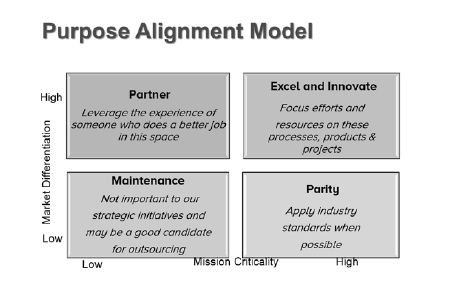 Purpose Alignment Model
High
Market Differentiation
Low
Partner
Leverage the experience of
someone who does a better job
in this space
Excel and Innovate
Focus efforts and
resources on these
processes, products &
projects
Maintenance
Not important to our
strategic initiatives and
may be a good candidate
for outsourcing
Parity
Apply industry
standards when
possible
Low
Mission Criticality
High